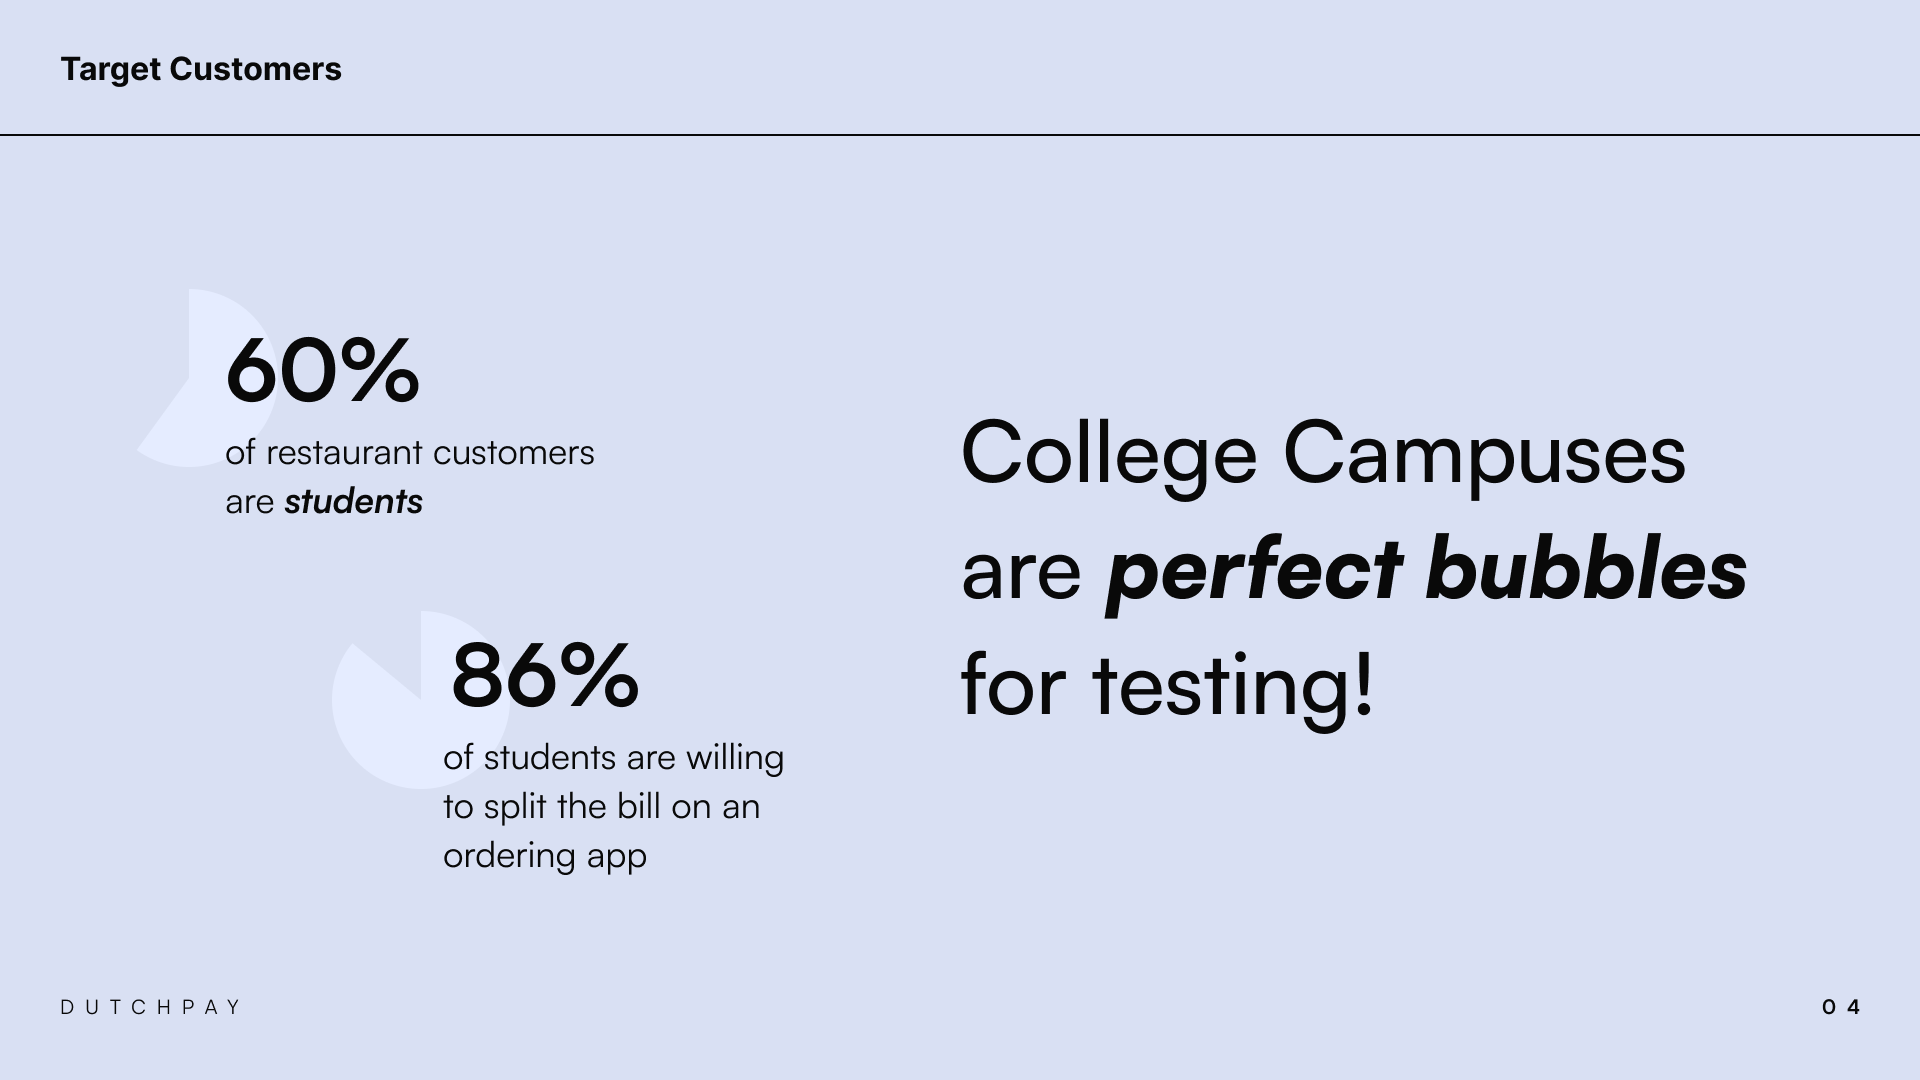 Target Customers
60%
of restaurant customers
are students
86%
of students are willing
to split the bill on an
ordering app
College Campuses
are perfect bubbles
for testing!
DUTCHPAY
04